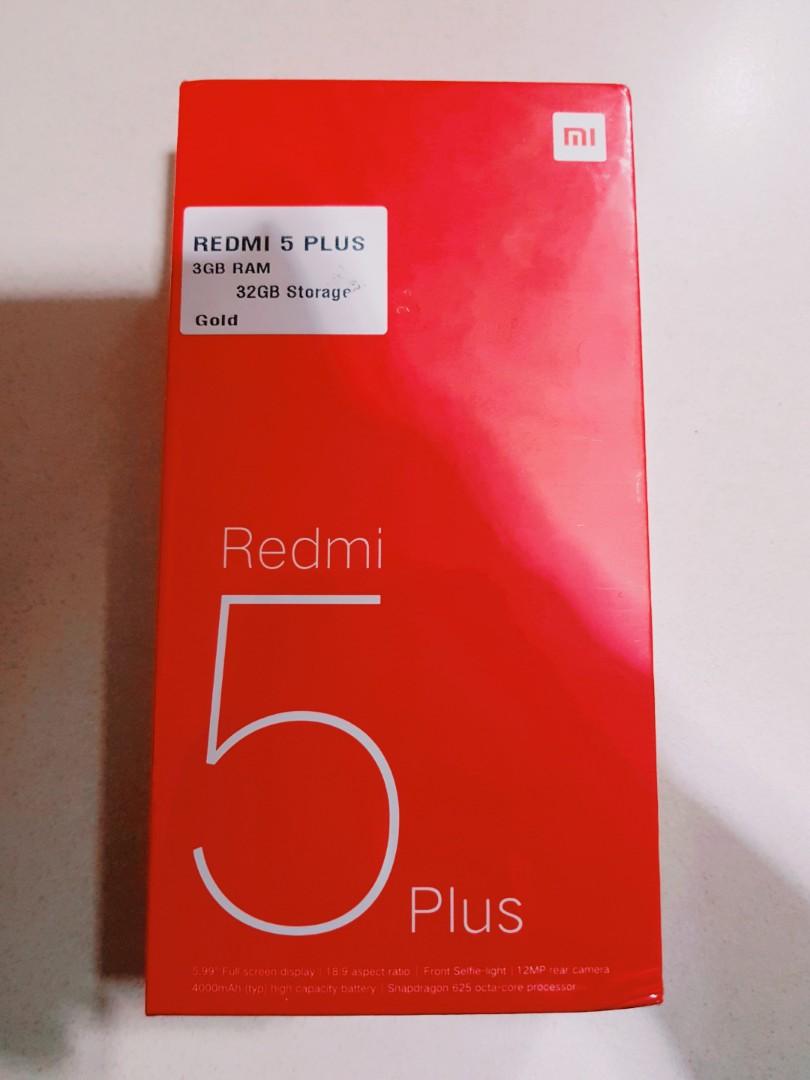 mi
REDMI 5 PLUS
3GB RAM
32GB Storage
Gold
Redmi
5
Plus
5.99" Full screen display | 18:9 aspect ratio | Front Selfie-light | 12MP rear camera
4000mAh (typ) high capacity battery | Snapdragon 625 octa-core processor